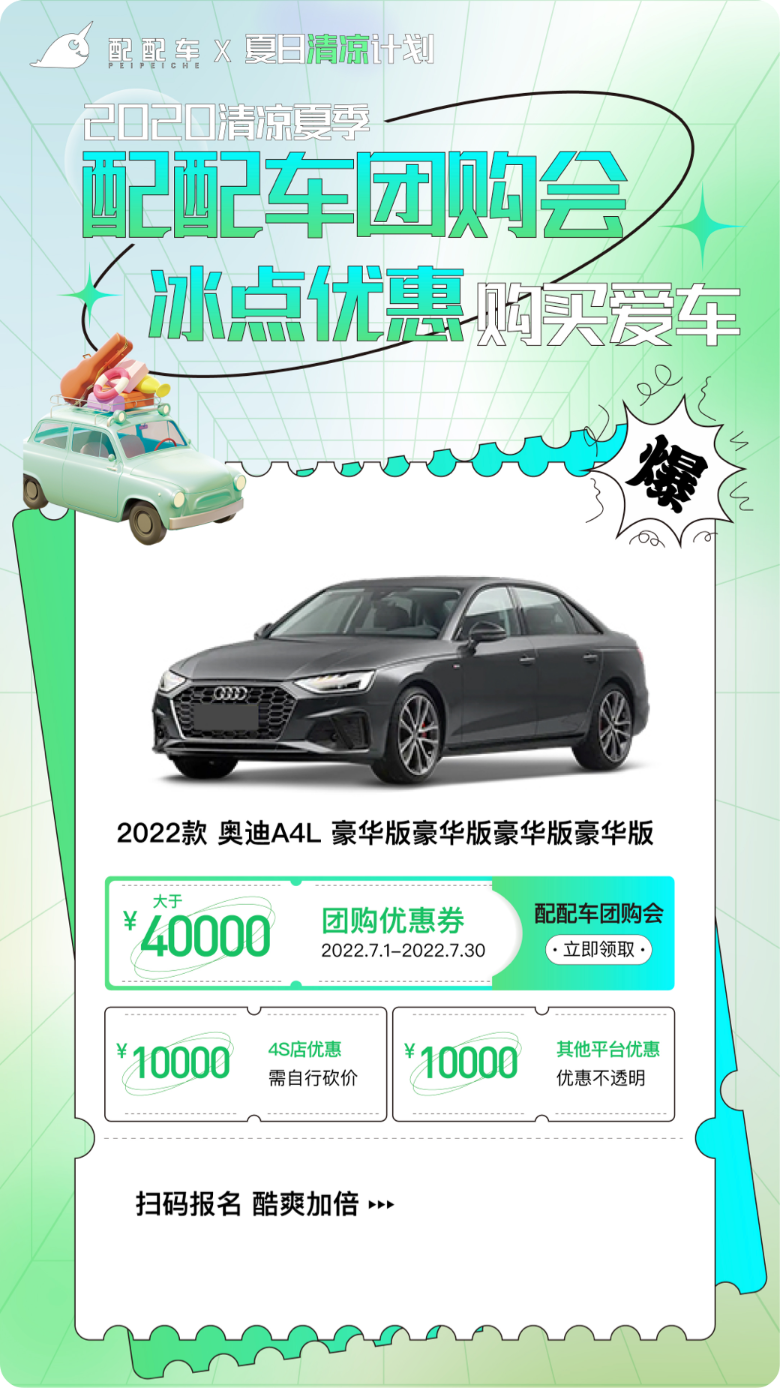 配配车 X 夏日清凉计划
PEIPEICHE
2020清凉夏季
配配车团购会
冰点优惠 购买爱车
爆
2022款 奥迪A4L 豪华版豪华版豪华版豪华版
大于
¥40000
团购优惠券
2022.7.1-2022.7.30
配配车团购会
·立即领取·
¥10000
4S店优惠
需自行砍价
¥10000
其他平台优惠
优惠不透明
扫码报名 酷爽加倍